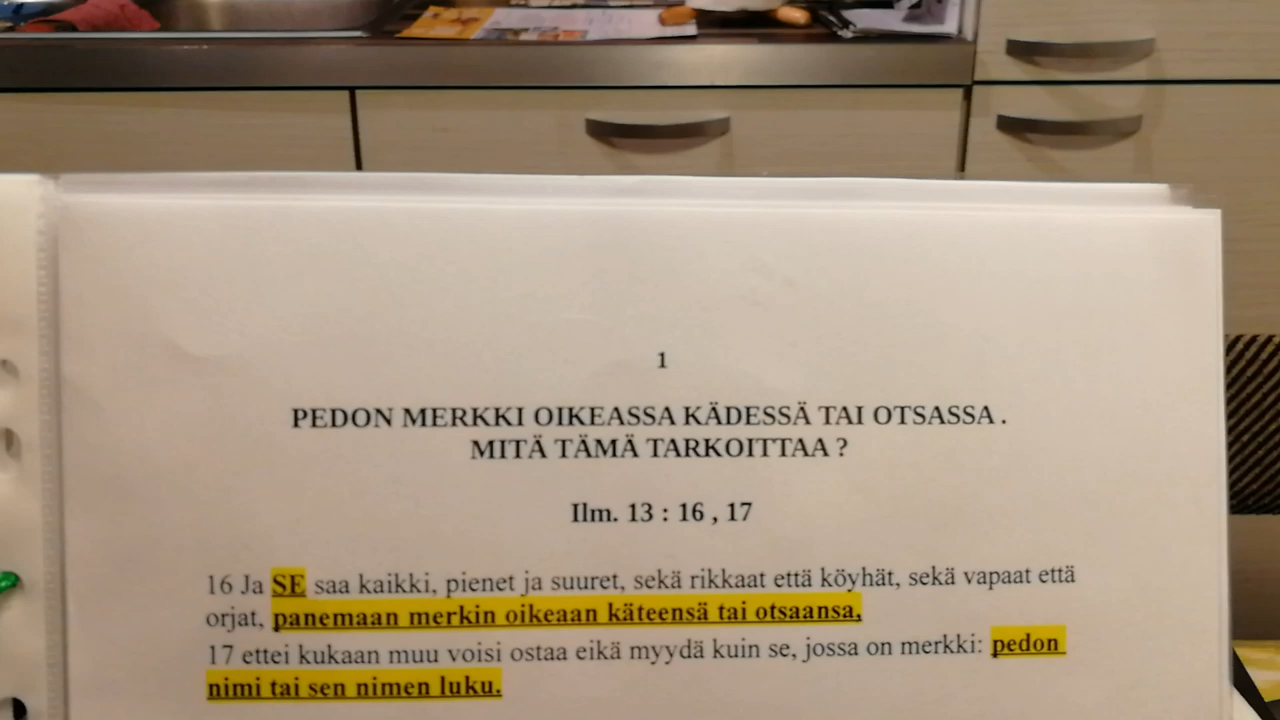 1
PEDON MERKKI OIKEASSA KÄDESSÄ TAI OTSASSA .
MITÄ TÄMÄ TARKOITTAA ?
Ilm. 13 : 16 , 17
16 Ja SE saa kaikki, pienet ja suuret, sekä rikkaat että köyhät, sekä vapaat että
orjat, panemaan merkin oikeaan käteensä tai otsaansa,
17 ettei kukaan muu voisi ostaa eikä myydä kuin se, jossa on merkki: pedon
nimi tai sen nimen luku.